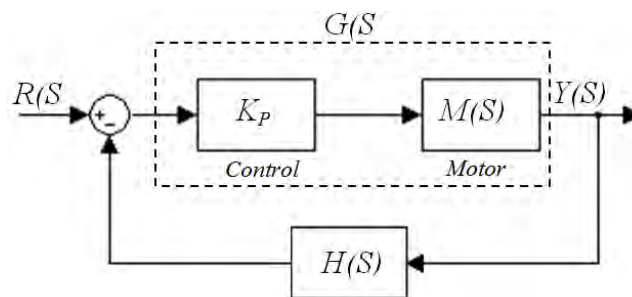 G(S
R(S
+
-
K_P
M(S)
Y(S)
Control
Motor
H(S)